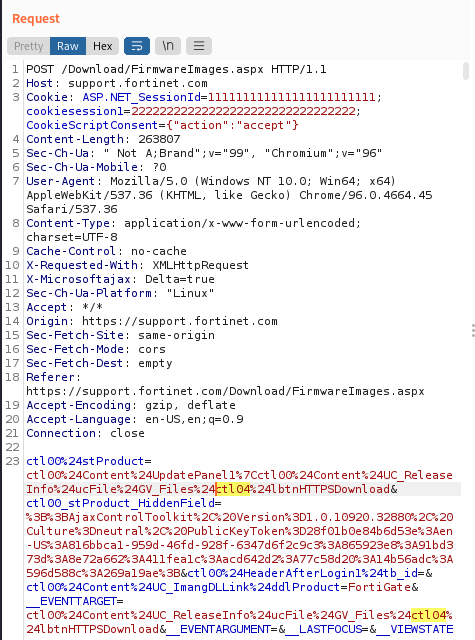 Request
Pretty Raw Hex \n
1 POST /Download/FirmwareImages.aspx HTTP/1.1
2 Host: support.fortinet.com
3 Cookie: ASP.NET_SessionId=111111111111111111111111;
cookiesession1=22222222222222222222222222222222;
CookieScriptConsent={"action":"accept"}
4 Content-Length: 263807
5 Sec-Ch-Ua: " Not A;Brand";v="99", "Chromium";v="96"
6 Sec-Ch-Ua-Mobile: ?0
7 User-Agent: Mozilla/5.0 (Windows NT 10.0; Win64; x64)
AppleWebKit/537.36 (KHTML, like Gecko) Chrome/96.0.4664.45
Safari/537.36
8 Content-Type: application/x-www-form-urlencoded;
charset=UTF-8
9 Cache-Control: no-cache
10 X-Requested-With: XMLHttpRequest
11 X-Microsoftajax: Delta=true
12 Sec-Ch-Ua-Platform: "Linux"
13 Accept: */*
14 Origin: https://support.fortinet.com
15 Sec-Fetch-Site: same-origin
16 Sec-Fetch-Mode: cors
17 Sec-Fetch-Dest: empty
18 Referer:
https://support.fortinet.com/Download/FirmwareImages.aspx
19 Accept-Encoding: gzip, deflate
20 Accept-Language: en-US,en;q=0.9
21 Connection: close
22
23 ctl00%24stProduct=
ctl00%24Content%24UpdatePanel1%7Cctl00%24Content%24UC_Release
Info%24ucFile%24GV_Files%24ctl04%24lbtnHTTPSDownload&
ctl00_stProduct_HiddenField=
%3B%3BAjaxControlToolkit%2C%20Version%3D1.0.10920.32880%2C%20
Culture%3Dneutral%2C%20PublicKeyToken%3D28f01b0e84b6d53e%3Aen
-US%3A816bbca1-959d-46fd-928f-6347d6f2c9c3%3A865923e8%3A91bd3
73d%3A8e72a662%3A411fea1c%3Aacd642d2%3A77c58d20%3A14b56adc%3A
596d588c%3A269a19ae%3B&ctl00%24HeaderAfterLogin1%24tb_id=&
ctl00%24Content%24UC_ImangDLLink%24ddlProduct=FortiGate&
__EVENTTARGET=
ctl00%24Content%24UC_ReleaseInfo%24ucFile%24GV_Files%24ctl04%
24lbtnHTTPSDownload&__EVENTARGUMENT=&__LASTFOCUS=&__VIEWSTATE